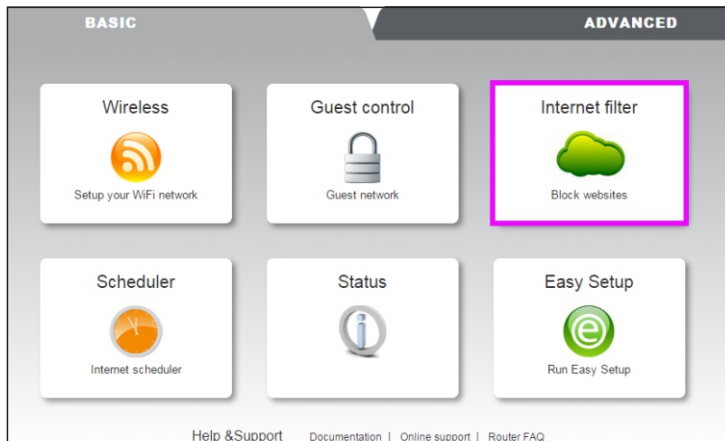 BASIC
ADVANCED
Wireless
Setup your WiFi network
Guest control
Guest network
Internet filter
Block websites
Scheduler
Internet scheduler
Status
Easy Setup
e
Run Easy Setup
Help &Support Documentation | Online support | Router FAQ